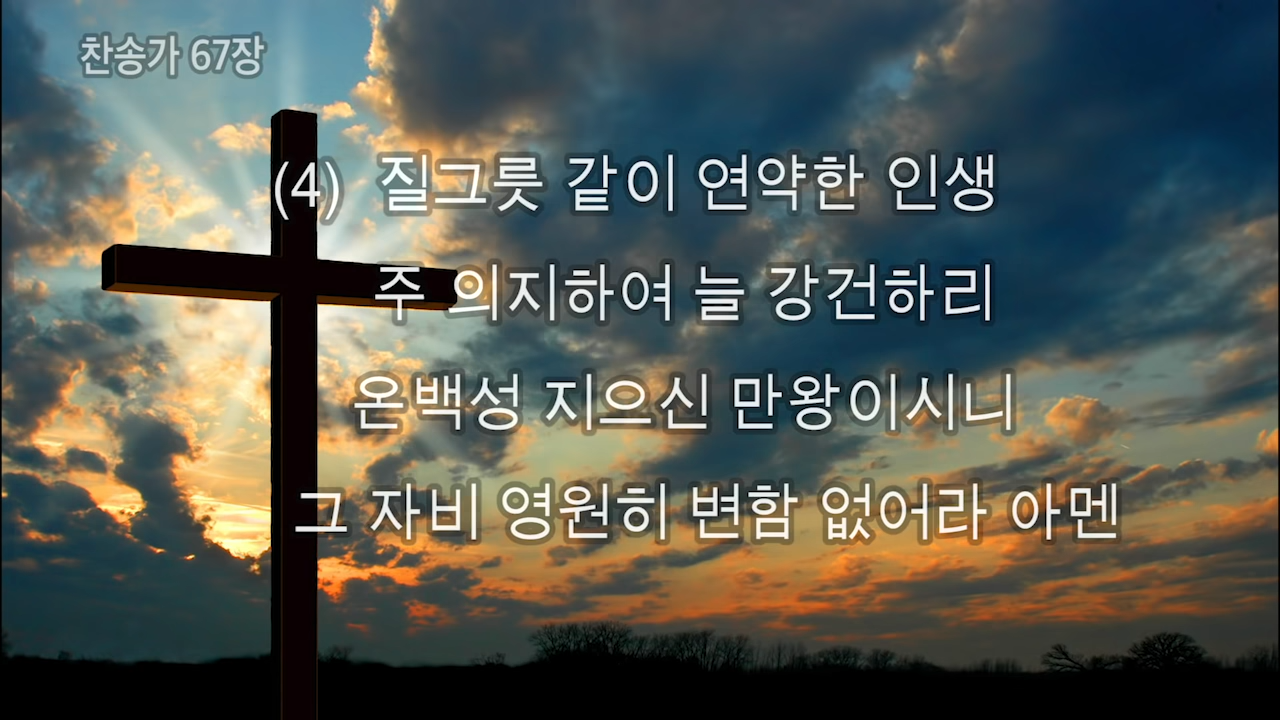 찬송가 67장
(4) 질그릇 같이 연약한 인생
주 의지하여 늘 강건하리
온백성 지으신 만왕이시니
그 자비 영원히 변함 없어라 아멘